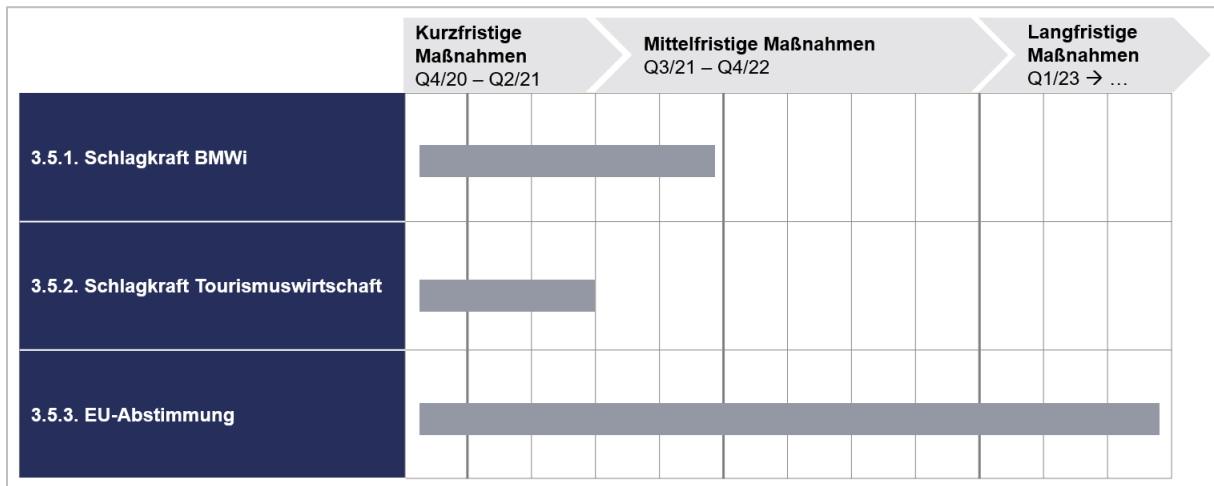 Kurzfristige
Maßnahmen
Q4/20 – Q2/21
Mittelfristige Maßnahmen
Q3/21 – Q4/22
Langfristige
Maßnahmen
Q1/23 → …
3.5.1. Schlagkraft BMWi
3.5.2. Schlagkraft Tourismuswirtschaft
3.5.3. EU-Abstimmung